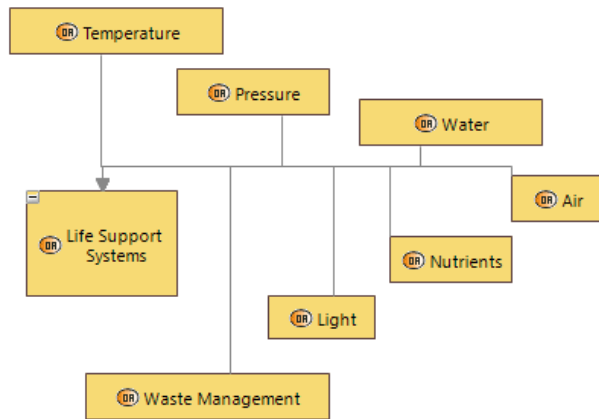 OR Temperature
OR Pressure
OR Water
OR Air
OR Life Support
Systems
OR Nutrients
OR Light
OR Waste Management